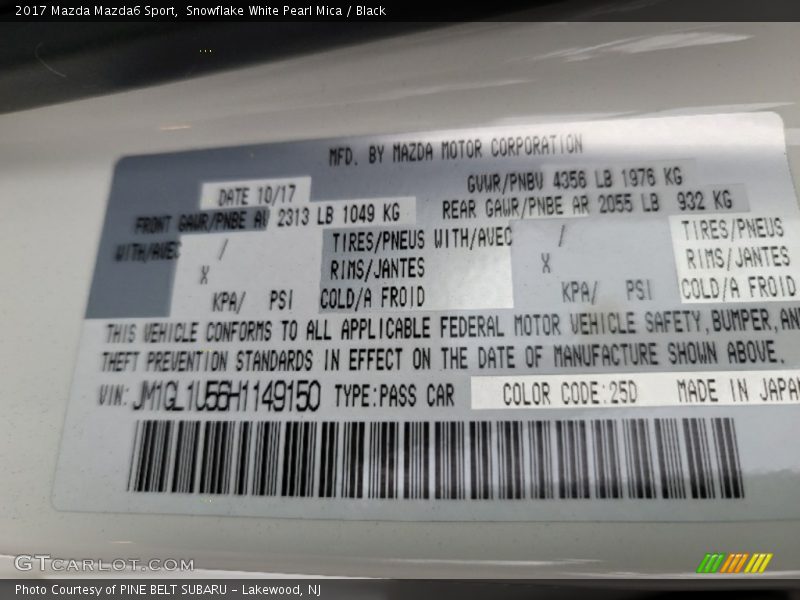 2017 Mazda Mazda6 Sport, Snowflake White Pearl Mica / Black
MFD. BY MAZDA MOTOR CORPORATION
DATE 10/17 GVWR/PNBV 4356 LB 1976 KG
FRONT GAWR/PNBE AV 2313 LB 1049 KG REAR GAWR/PNBE AR 2055 LB 932 KG
WITH/AVEC / TIRES/PNEUS WITH/AVEC / TIRES/PNEUS
X RIMS/JANTES X RIMS/JANTES
KPA/ PSI COLD/A FROID KPA/ PSI COLD/A FROID
THIS VEHICLE CONFORMS TO ALL APPLICABLE FEDERAL MOTOR VEHICLE SAFETY,BUMPER,AN
THEFT PREVENTION STANDARDS IN EFFECT ON THE DATE OF MANUFACTURE SHOWN ABOVE.
VIN: JM1GL1U56H1149150 TYPE:PASS CAR COLOR CODE:25D MADE IN JAPAN
GTCARLOT.COM
Photo Courtesy of PINE BELT SUBARU - Lakewood, NJ